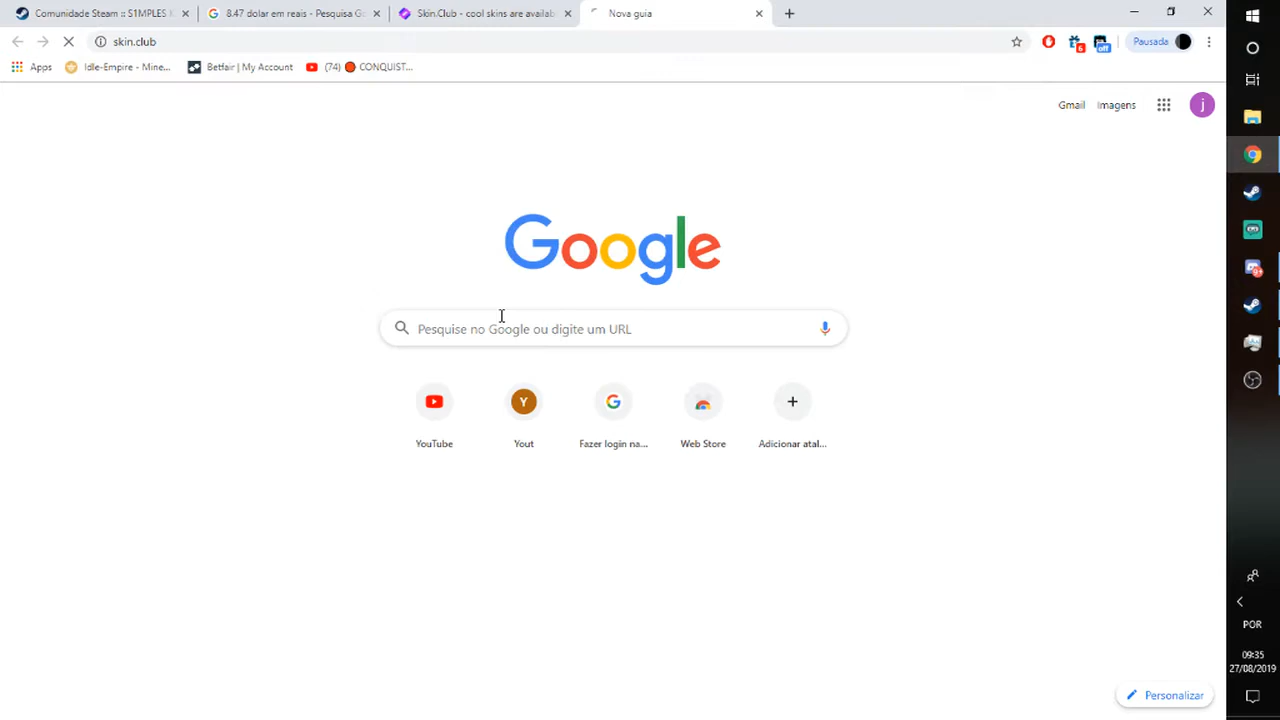 Comunidade Steam :: S1MPLES
8.47 dolar em reais - Pesquisa G
Skin.Club - cool skins are availab
Nova guia
skin.club
6
off
Pausada
Apps
Idle-Empire - Mine...
Betfair | My Account
(74) 🔴 CONQUIST...
Gmail
Imagens
j
Google
Pesquise no Google ou digite um URL
Y
YouTube
Yout
Fazer login na...
Web Store
Adicionar atal...
POR
09:35
27/08/2019
Personalizar